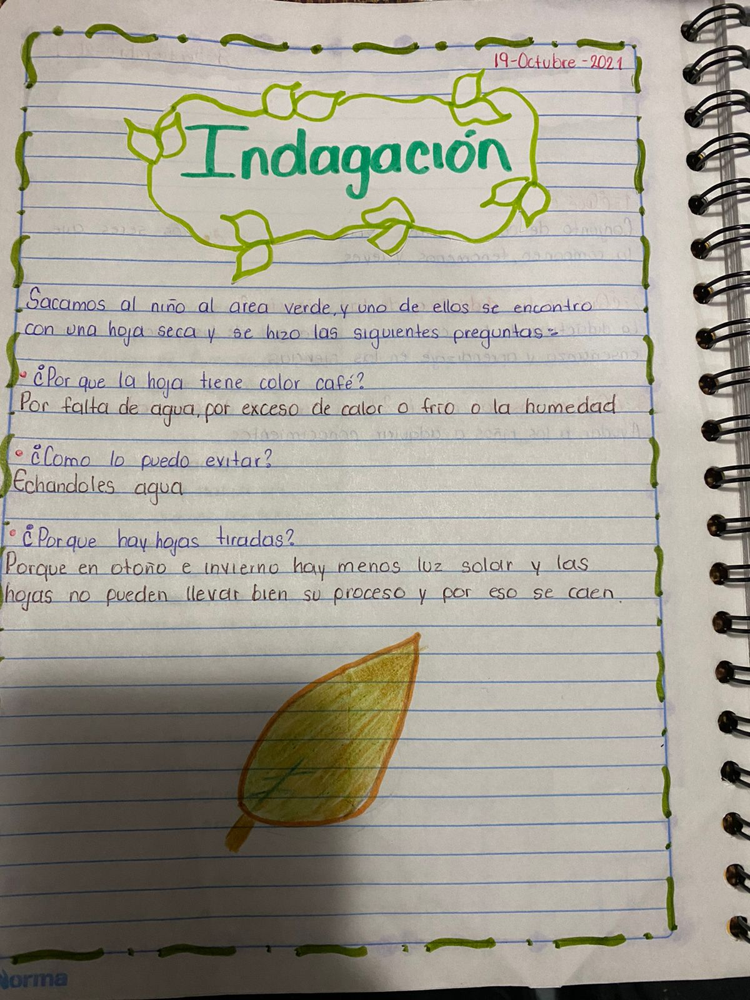 19-Octubre-2021
Indagación
Sacamos al niño al area verde, y uno de ellos se encontro
con una hoja seca y se hizo las siguientes preguntas:
• ¿Por que la hoja tiene color café?
Por falta de agua, por exceso de calor o frio o la humedad
• ¿Como lo puedo evitar?
Echandoles agua
• ¿Porque hay hojas tiradas?
Porque en otoño e invierno hay menos luz solar y las
hojas no pueden llevar bien su proceso y por eso se caen.
Norma